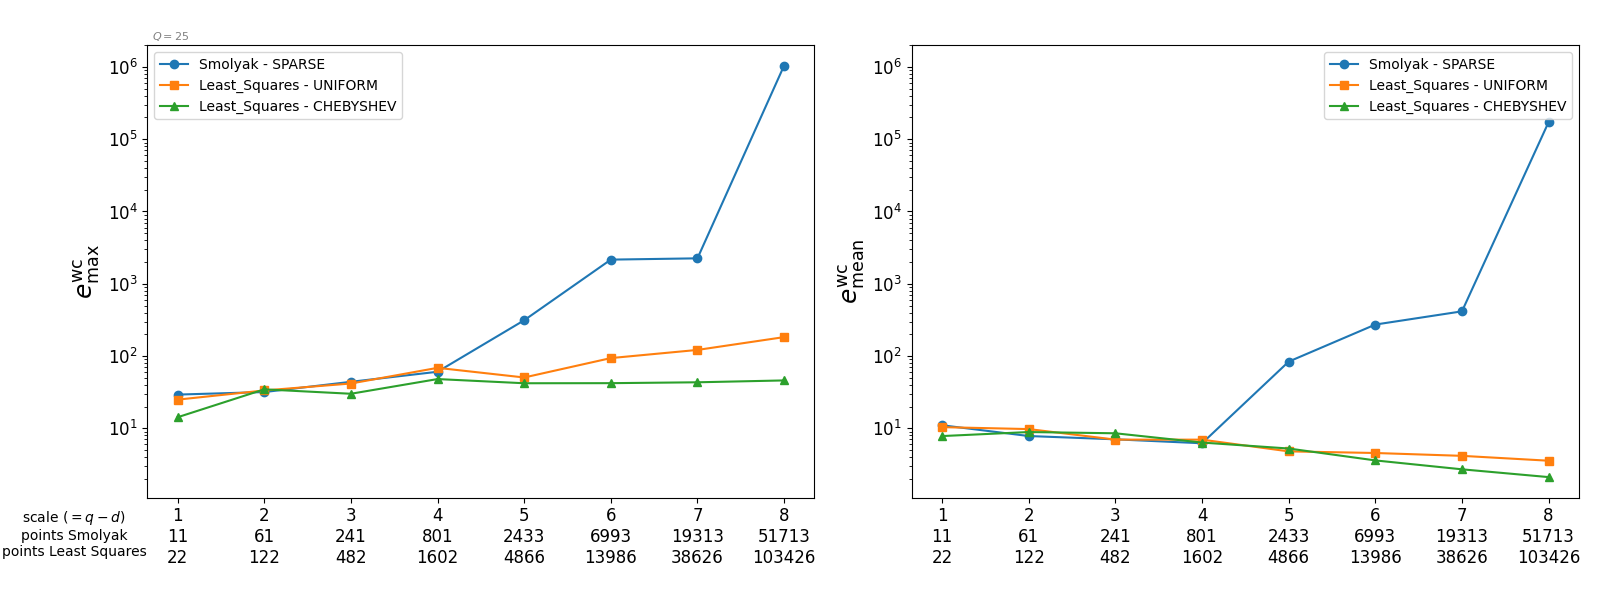 Q = 25
Smolyak - SPARSE
Least_Squares - UNIFORM
Least_Squares - CHEBYSHEV
10^6
10^5
10^4
10^3
10^2
10^1
e^wc_max
scale (= q − d) 1 2 3 4 5 6 7 8
points Smolyak 11 61 241 801 2433 6993 19313 51713
points Least Squares 22 122 482 1602 4866 13986 38626 103426
Smolyak - SPARSE
Least_Squares - UNIFORM
Least_Squares - CHEBYSHEV
10^6
10^5
10^4
10^3
10^2
10^1
e^wc_mean
1 2 3 4 5 6 7 8
11 61 241 801 2433 6993 19313 51713
22 122 482 1602 4866 13986 38626 103426